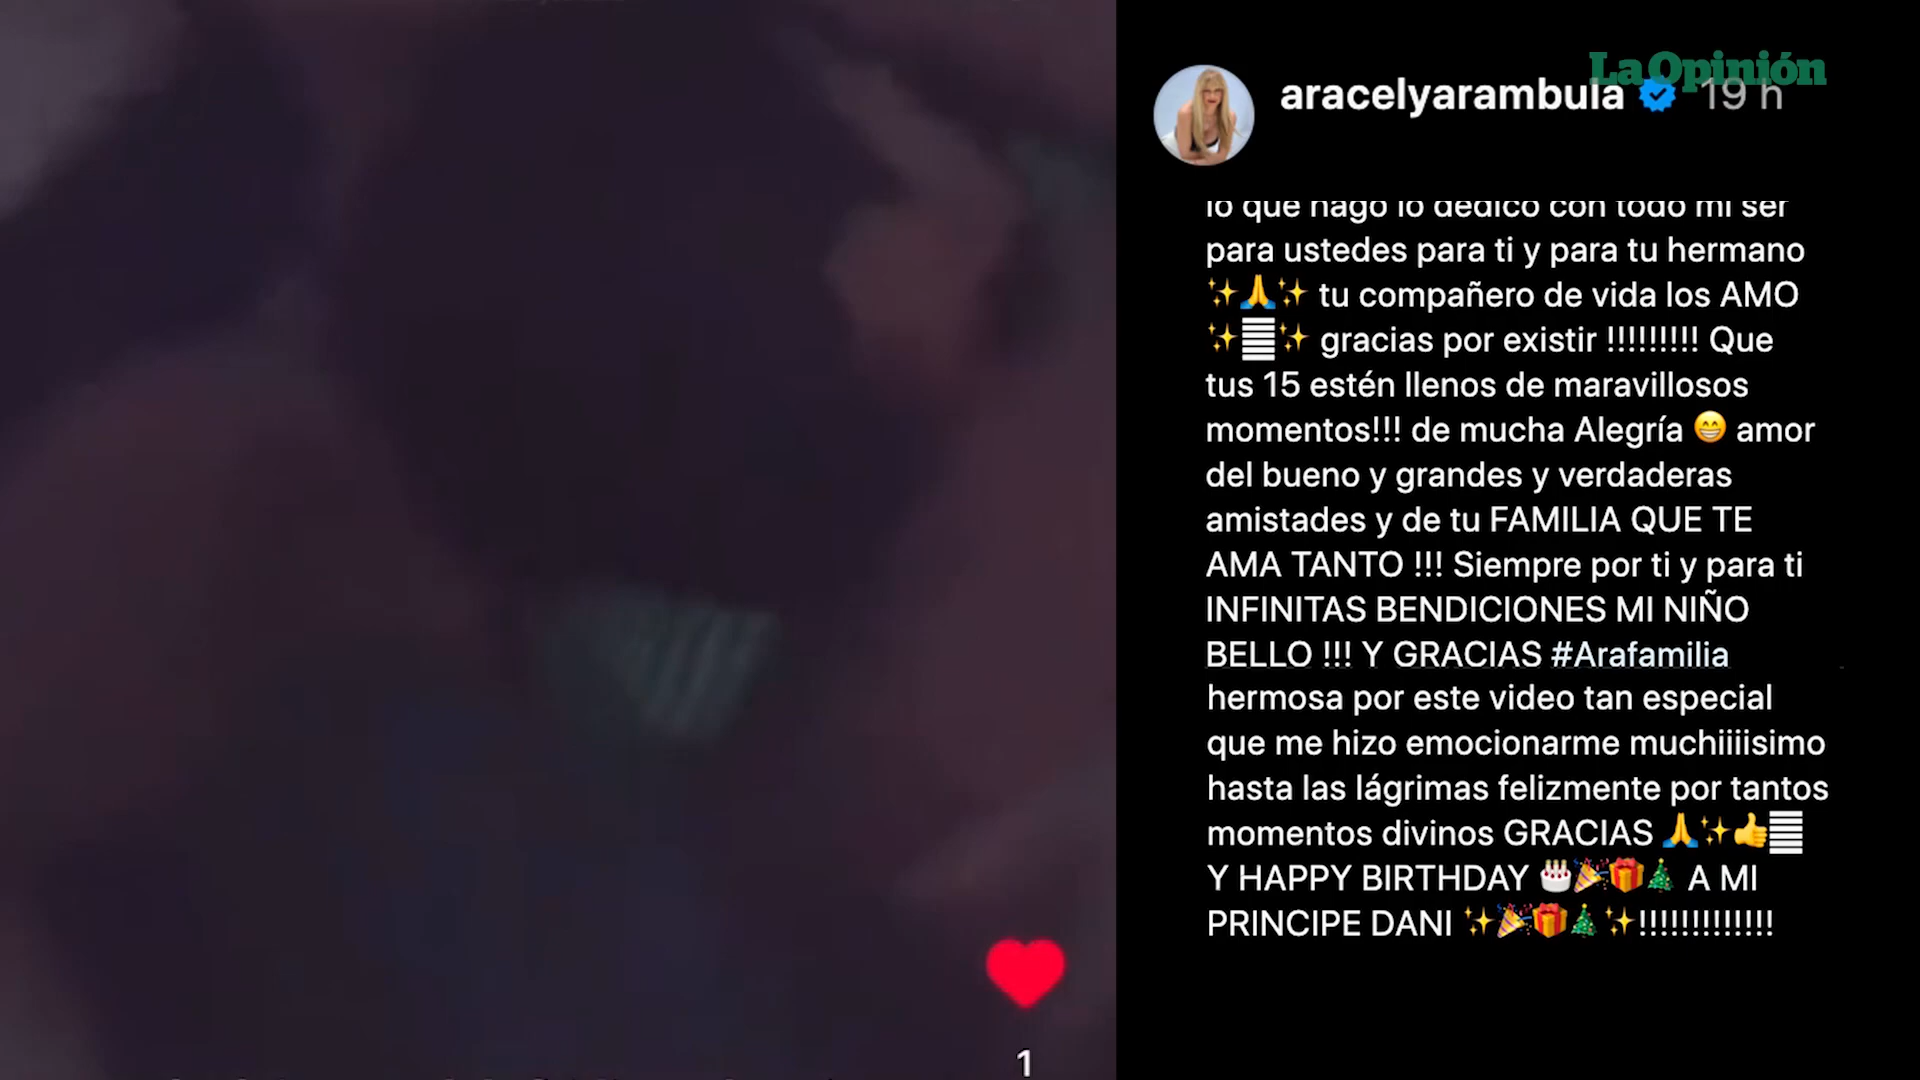 La Opinión
aracelyarambula 19 h
lo que hago lo dedico con todo mi ser
para ustedes para ti y para tu hermano
✨🙏✨ tu compañero de vida los AMO
✨✨ gracias por existir !!!!!!!!! Que
tus 15 estén llenos de maravillosos
momentos!!! de mucha Alegría 😁 amor
del bueno y grandes y verdaderas
amistades y de tu FAMILIA QUE TE
AMA TANTO !!! Siempre por ti y para ti
INFINITAS BENDICIONES MI NIÑO
BELLO !!! Y GRACIAS #Arafamilia
hermosa por este video tan especial
que me hizo emocionarme muchiiiisimo
hasta las lágrimas felizmente por tantos
momentos divinos GRACIAS 🙏✨👍
Y HAPPY BIRTHDAY 🎂🎉🎁🎄 A MI
PRINCIPE DANI ✨🎉🎁🎄✨!!!!!!!!!!!!!
1